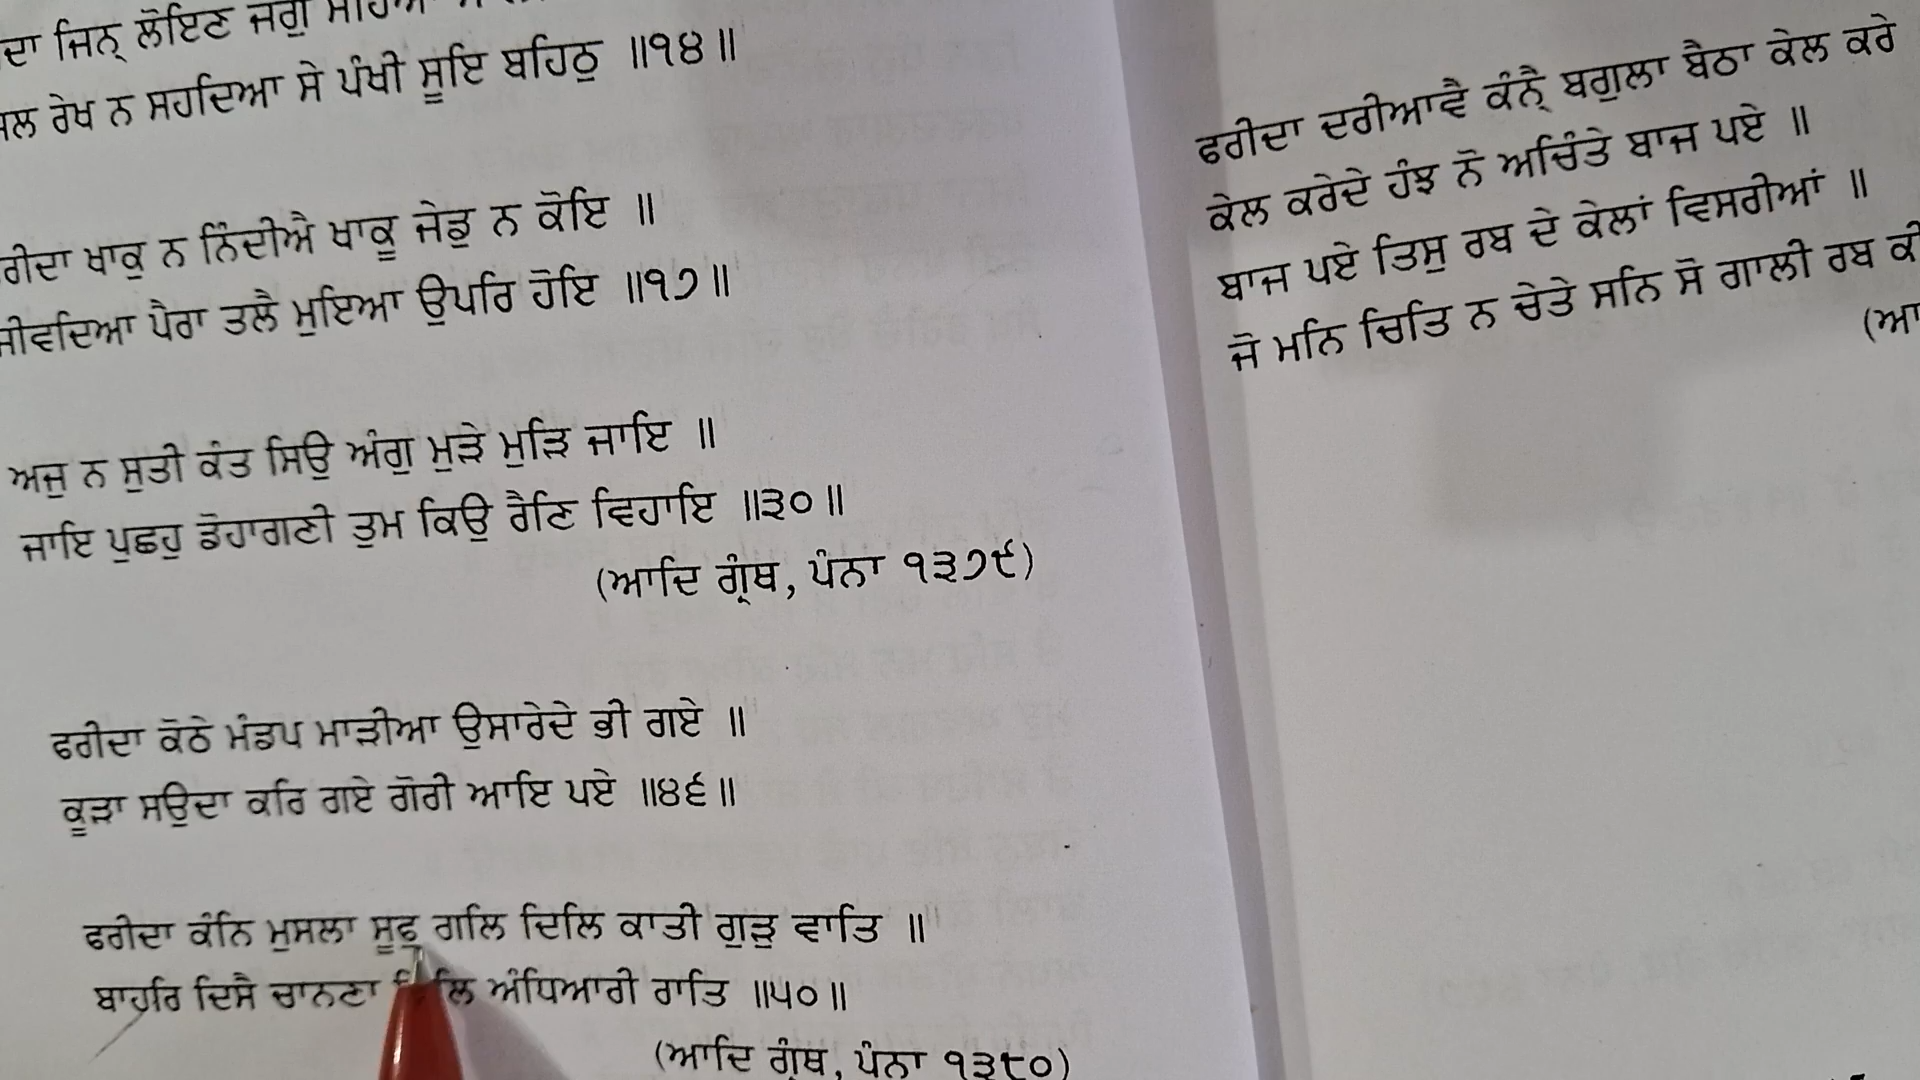 ਦਾ ਜਿਨ੍ ਲੋਇਣ ਜਗੁ
ਰੇਖ ਨ ਸਹਦਿਆ ਸੇ ਪੰਖੀ ਸੂਇ ਬਹਿਠੁ ॥੧੪॥
ਰੀਦਾ ਖਾਕੁ ਨ ਨਿੰਦੀਐ ਖਾਕੂ ਜੇਡੁ ਨ ਕੋਇ ॥
ਜੀਵਦਿਆ ਪੈਰਾ ਤਲੈ ਮੁਇਆ ਉਪਰਿ ਹੋਇ ॥੧੭॥
ਅਜੁ ਨ ਸੁਤੀ ਕੰਤ ਸਿਉ ਅੰਗੁ ਮੁੜੇ ਮੁੜਿ ਜਾਇ ॥
ਜਾਇ ਪੁਛਹੁ ਡੋਹਾਗਣੀ ਤੁਮ ਕਿਉ ਰੈਣਿ ਵਿਹਾਇ ॥੩੦॥
(ਆਦਿ ਗ੍ਰੰਥ, ਪੰਨਾ ੧੩੭੯)
ਫਰੀਦਾ ਕੋਠੇ ਮੰਡਪ ਮਾੜੀਆ ਉਸਾਰੇਦੇ ਭੀ ਗਏ ॥
ਕੂੜਾ ਸਉਦਾ ਕਰਿ ਗਏ ਗੋਰੀ ਆਇ ਪਏ ॥੪੬॥
ਫਰੀਦਾ ਕੰਨਿ ਮੁਸਲਾ ਸੂਫੁ ਗਲਿ ਦਿਲਿ ਕਾਤੀ ਗੁੜੁ ਵਾਤਿ ॥
ਬਾਹਰਿ ਦਿਸੈ ਚਾਨਣਾ ਦਿਲਿ ਅੰਧਿਆਰੀ ਰਾਤਿ ॥੫੦॥
(ਆਦਿ ਗ੍ਰੰਥ, ਪੰਨਾ ੧੩੮੦)
ਫਰੀਦਾ ਦਰੀਆਵੈ ਕੰਨ੍ਹੈ ਬਗੁਲਾ ਬੈਠਾ ਕੇਲ ਕਰੇ
ਕੇਲ ਕਰੇਦੇ ਹੰਝ ਨੋ ਅਚਿੰਤੇ ਬਾਜ ਪਏ ॥
ਬਾਜ ਪਏ ਤਿਸੁ ਰਬ ਦੇ ਕੇਲਾਂ ਵਿਸਰੀਆਂ ॥
ਜੋ ਮਨਿ ਚਿਤਿ ਨ ਚੇਤੇ ਸਨਿ ਸੋ ਗਾਲੀ ਰਬ ਕੀ
(ਆ